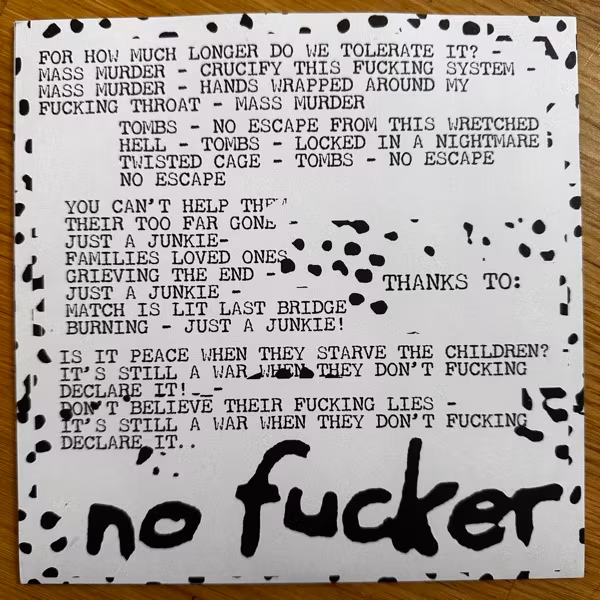 FOR HOW MUCH LONGER DO WE TOLERATE IT? -
MASS MURDER - CRUCIFY THIS FUCKING SYSTEM -
MASS MURDER - HANDS WRAPPED AROUND MY
FUCKING THROAT - MASS MURDER
TOMBS - NO ESCAPE FROM THIS WRETCHED
HELL - TOMBS - LOCKED IN A NIGHTMARE
TWISTED CAGE - TOMBS - NO ESCAPE
NO ESCAPE
YOU CAN'T HELP THEM
THEIR TOO FAR GONE -
JUST A JUNKIE-
FAMILIES LOVED ONES
GRIEVING THE END -
JUST A JUNKIE -
MATCH IS LIT LAST BRIDGE
BURNING - JUST A JUNKIE!
THANKS TO:
IS IT PEACE WHEN THEY STARVE THE CHILDREN? -
IT'S STILL A WAR WHEN THEY DON'T FUCKING
DECLARE IT! -
DON'T BELIEVE THEIR FUCKING LIES -
IT'S STILL A WAR WHEN THEY DON'T FUCKING
DECLARE IT..
no fucker